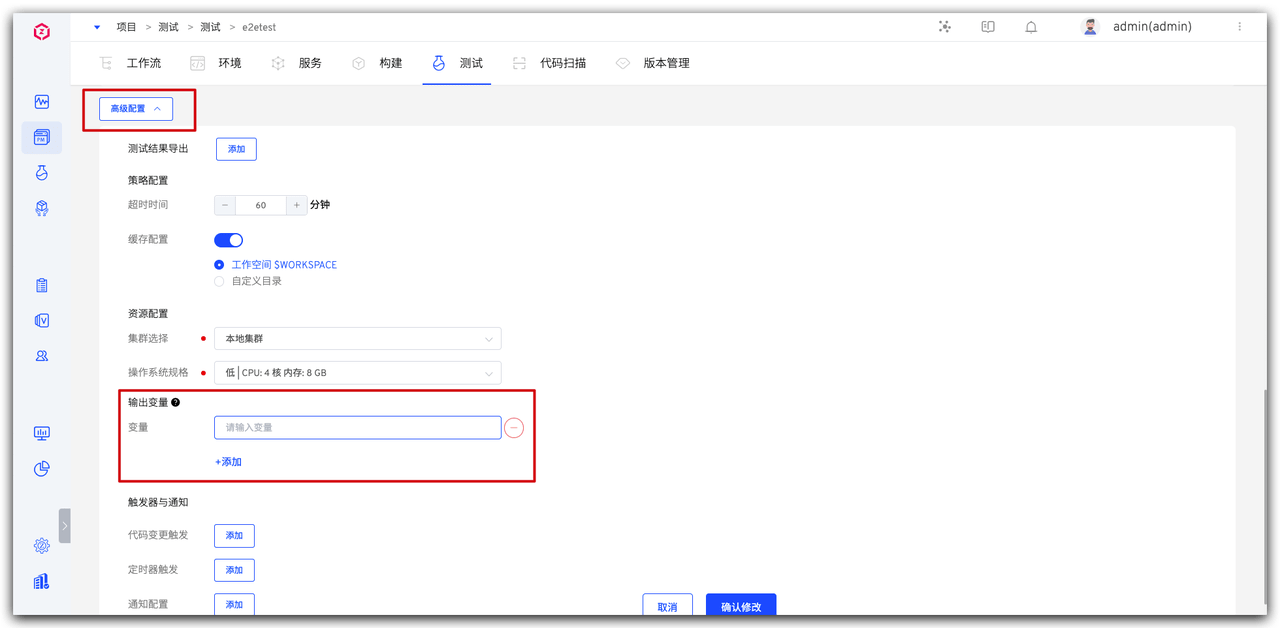 项目 > 测试 > 测试 > e2etest
admin(admin)
工作流 环境 服务 构建 测试 代码扫描 版本管理
高级配置
测试结果导出 添加
策略配置
超时时间 − 60 + 分钟
缓存配置
工作空间 $WORKSPACE
自定义目录
资源配置
集群选择 本地集群
操作系统规格 低 | CPU: 4 核 内存: 8 GB
输出变量 ?
变量 请输入变量
+添加
触发器与通知
代码变更触发 添加
定时器触发 添加
通知配置 添加
取消 确认修改